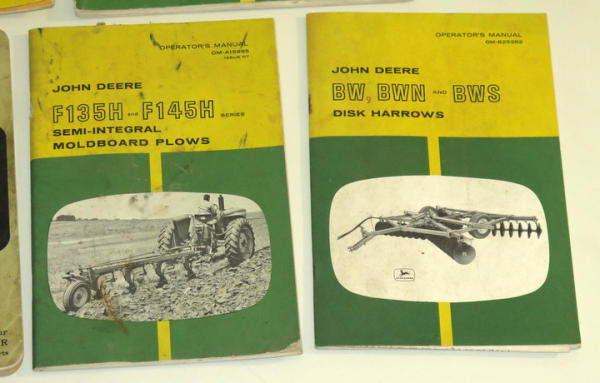 OPERATOR'S MANUAL
JOHN DEERE
F135H and F145H SERIES
SEMI-INTEGRAL
MOLDBOARD PLOWS
OPERATOR'S MANUAL
JOHN DEERE
BW, BWN AND BWS
DISK HARROWS